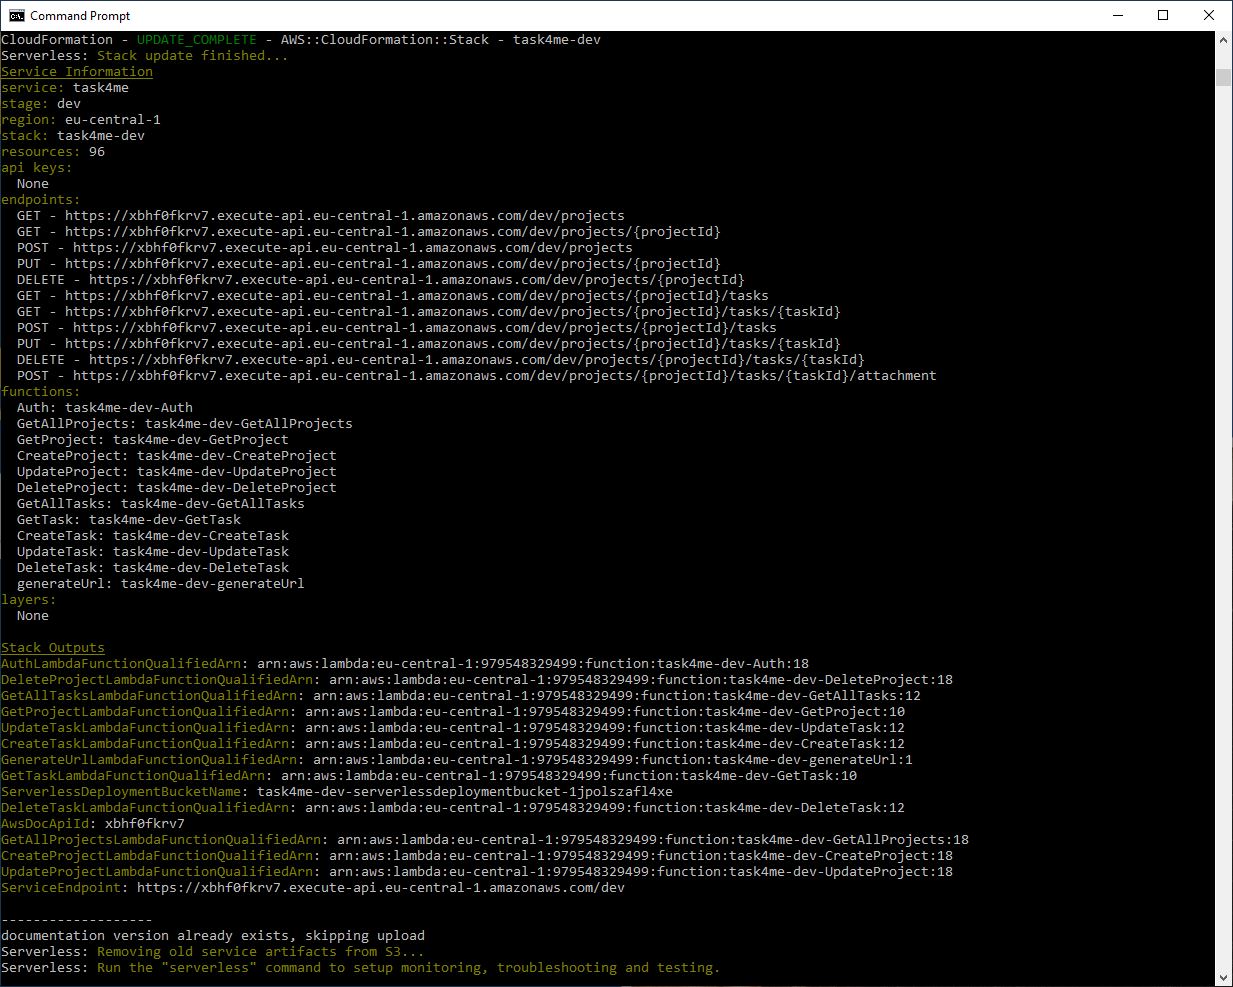 Command Prompt
CloudFormation - UPDATE_COMPLETE - AWS::CloudFormation::Stack - task4me-dev
Serverless: Stack update finished...
Service Information
service: task4me
stage: dev
region: eu-central-1
stack: task4me-dev
resources: 96
api keys:
  None
endpoints:
  GET - https://xbhf0fkrv7.execute-api.eu-central-1.amazonaws.com/dev/projects
  GET - https://xbhf0fkrv7.execute-api.eu-central-1.amazonaws.com/dev/projects/{projectId}
  POST - https://xbhf0fkrv7.execute-api.eu-central-1.amazonaws.com/dev/projects
  PUT - https://xbhf0fkrv7.execute-api.eu-central-1.amazonaws.com/dev/projects/{projectId}
  DELETE - https://xbhf0fkrv7.execute-api.eu-central-1.amazonaws.com/dev/projects/{projectId}
  GET - https://xbhf0fkrv7.execute-api.eu-central-1.amazonaws.com/dev/projects/{projectId}/tasks
  GET - https://xbhf0fkrv7.execute-api.eu-central-1.amazonaws.com/dev/projects/{projectId}/tasks/{taskId}
  POST - https://xbhf0fkrv7.execute-api.eu-central-1.amazonaws.com/dev/projects/{projectId}/tasks
  PUT - https://xbhf0fkrv7.execute-api.eu-central-1.amazonaws.com/dev/projects/{projectId}/tasks/{taskId}
  DELETE - https://xbhf0fkrv7.execute-api.eu-central-1.amazonaws.com/dev/projects/{projectId}/tasks/{taskId}
  POST - https://xbhf0fkrv7.execute-api.eu-central-1.amazonaws.com/dev/projects/{projectId}/tasks/{taskId}/attachment
functions:
  Auth: task4me-dev-Auth
  GetAllProjects: task4me-dev-GetAllProjects
  GetProject: task4me-dev-GetProject
  CreateProject: task4me-dev-CreateProject
  UpdateProject: task4me-dev-UpdateProject
  DeleteProject: task4me-dev-DeleteProject
  GetAllTasks: task4me-dev-GetAllTasks
  GetTask: task4me-dev-GetTask
  CreateTask: task4me-dev-CreateTask
  UpdateTask: task4me-dev-UpdateTask
  DeleteTask: task4me-dev-DeleteTask
  generateUrl: task4me-dev-generateUrl
layers:
  None
Stack Outputs
AuthLambdaFunctionQualifiedArn: arn:aws:lambda:eu-central-1:979548329499:function:task4me-dev-Auth:18
DeleteProjectLambdaFunctionQualifiedArn: arn:aws:lambda:eu-central-1:979548329499:function:task4me-dev-DeleteProject:18
GetAllTasksLambdaFunctionQualifiedArn: arn:aws:lambda:eu-central-1:979548329499:function:task4me-dev-GetAllTasks:12
GetProjectLambdaFunctionQualifiedArn: arn:aws:lambda:eu-central-1:979548329499:function:task4me-dev-GetProject:10
UpdateTaskLambdaFunctionQualifiedArn: arn:aws:lambda:eu-central-1:979548329499:function:task4me-dev-UpdateTask:12
CreateTaskLambdaFunctionQualifiedArn: arn:aws:lambda:eu-central-1:979548329499:function:task4me-dev-CreateTask:12
GenerateUrlLambdaFunctionQualifiedArn: arn:aws:lambda:eu-central-1:979548329499:function:task4me-dev-generateUrl:1
GetTaskLambdaFunctionQualifiedArn: arn:aws:lambda:eu-central-1:979548329499:function:task4me-dev-GetTask:10
ServerlessDeploymentBucketName: task4me-dev-serverlessdeploymentbucket-1jpolszafl4xe
DeleteTaskLambdaFunctionQualifiedArn: arn:aws:lambda:eu-central-1:979548329499:function:task4me-dev-DeleteTask:12
AwsDocApiId: xbhf0fkrv7
GetAllProjectsLambdaFunctionQualifiedArn: arn:aws:lambda:eu-central-1:979548329499:function:task4me-dev-GetAllProjects:18
CreateProjectLambdaFunctionQualifiedArn: arn:aws:lambda:eu-central-1:979548329499:function:task4me-dev-CreateProject:18
UpdateProjectLambdaFunctionQualifiedArn: arn:aws:lambda:eu-central-1:979548329499:function:task4me-dev-UpdateProject:18
ServiceEndpoint: https://xbhf0fkrv7.execute-api.eu-central-1.amazonaws.com/dev
-------------------
documentation version already exists, skipping upload
Serverless: Removing old service artifacts from S3...
Serverless: Run the "serverless" command to setup monitoring, troubleshooting and testing.